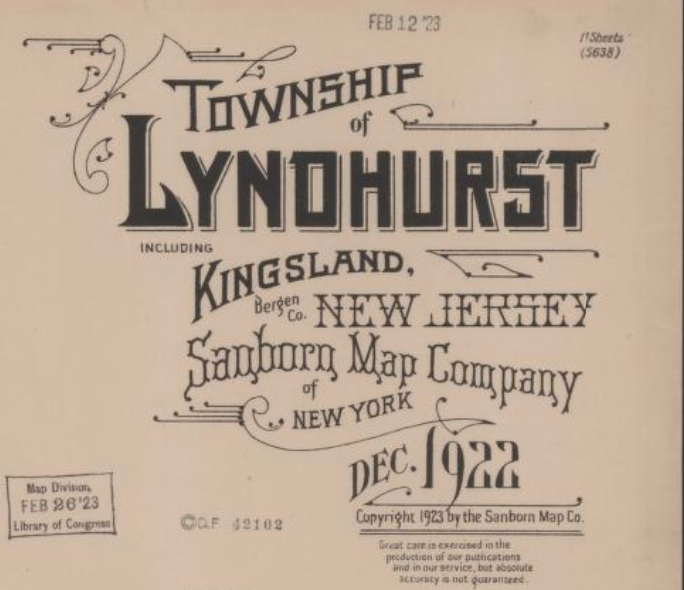 FEB 12 '23
17 Sheets
(5638)
TOWNSHIP
of
LYNDHURST
INCLUDING
KINGSLAND,
Bergen Co. NEW JERSEY
Sanborn Map Company
of
NEW YORK
DEC. 1922
Copyright 1923 by the Sanborn Map Co.
Great care is exercised in the
production of our publications
and in our service, but absolute
accuracy is not guaranteed.
Map Division,
FEB 26 '23
Library of Congress
©CLF 42102